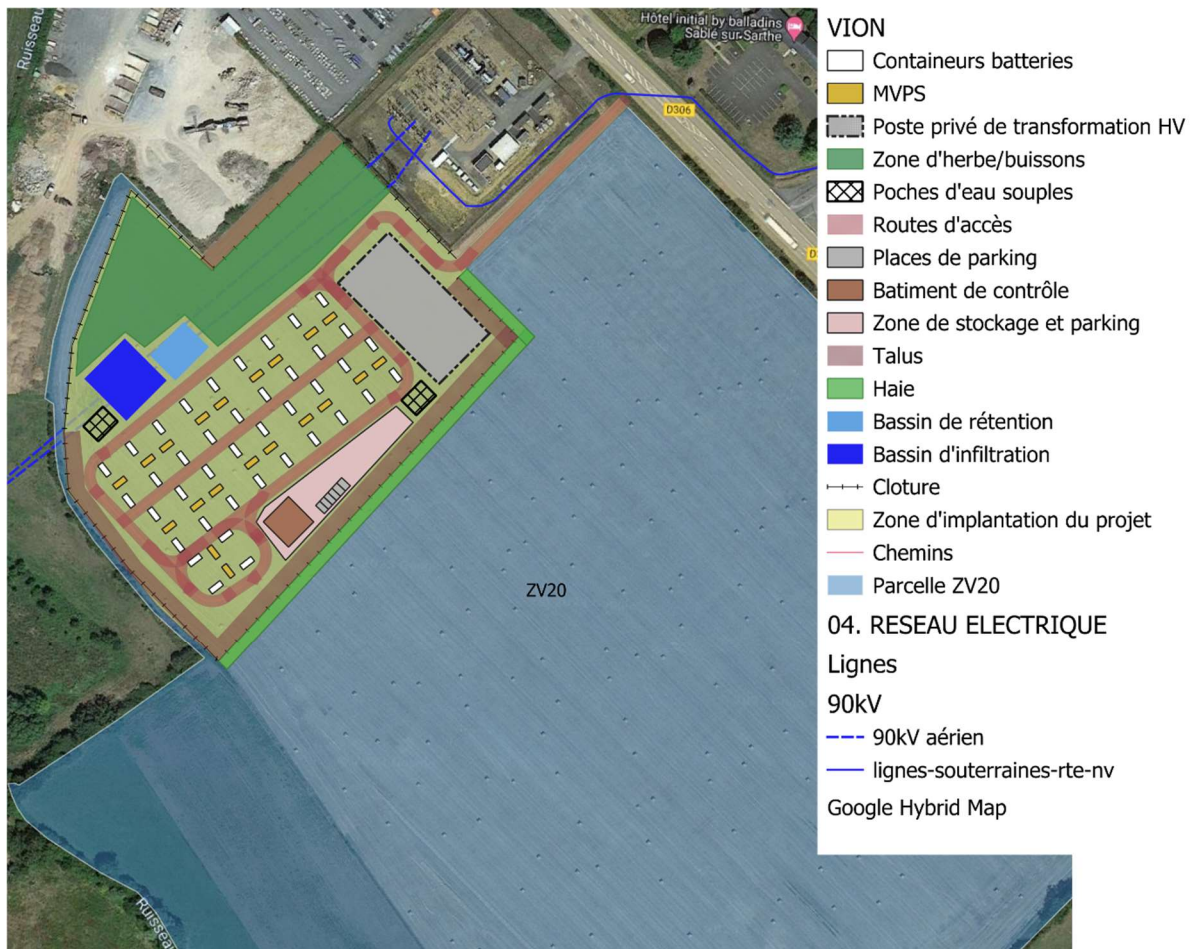 Ruisseau
Hôtel initial by balladins
Sablé sur Sarthe
D306
ZV20
VION
Containeurs batteries
MVPS
Poste privé de transformation HV
Zone d'herbe/buissons
Poches d'eau souples
Routes d'accès
Places de parking
Batiment de contrôle
Zone de stockage et parking
Talus
Haie
Bassin de rétention
Bassin d'infiltration
Cloture
Zone d'implantation du projet
Chemins
Parcelle ZV20
04. RESEAU ELECTRIQUE
Lignes
90kV
90kV aérien
lignes-souterraines-rte-nv
Google Hybrid Map